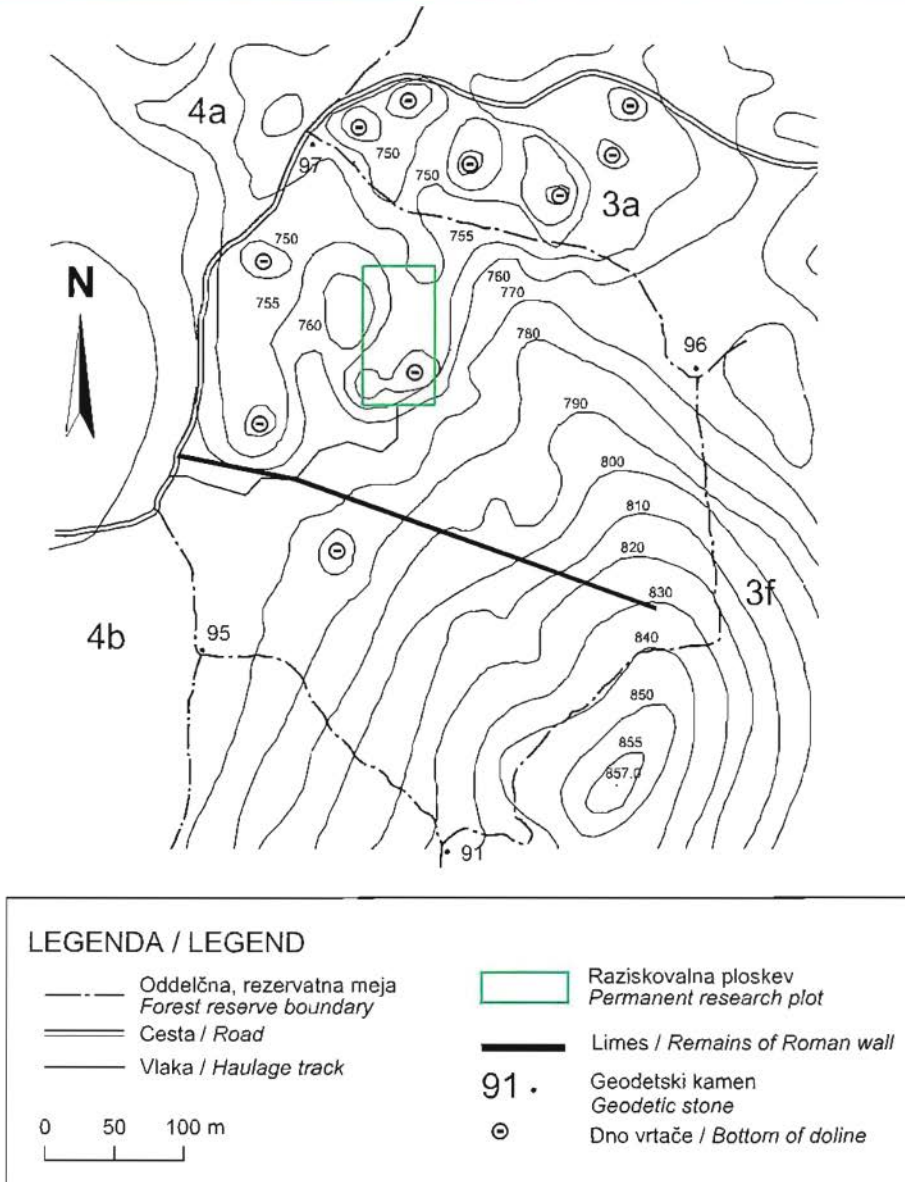 4a
97
750
750
750
3a
755
N
750
755
760
760
770
780
96
790
800
810
820
830
3f
4b
95
840
850
855
857.0
91
LEGENDA / LEGEND
Oddelčna, rezervatna meja
Forest reserve boundary
Cesta / Road
Vlaka / Haulage track
0 50 100 m
Raziskovalna ploskev
Permanent research plot
Limes / Remains of Roman wall
91 . Geodetski kamen
Geodetic stone
Dno vrtače / Bottom of doline